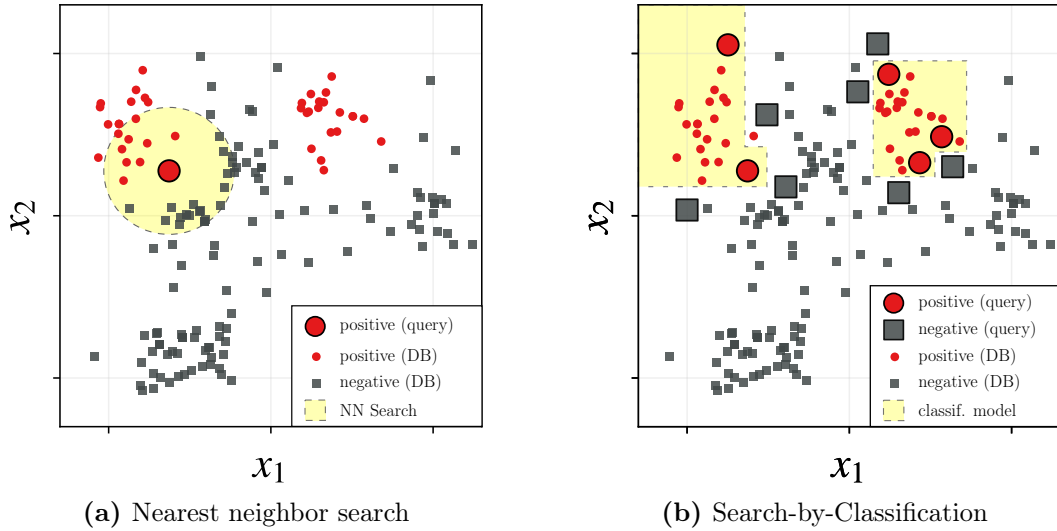 x2
positive (query)
positive (DB)
negative (DB)
NN Search
x1
(a) Nearest neighbor search
x2
positive (query)
negative (query)
positive (DB)
negative (DB)
classif. model
x1
(b) Search-by-Classification